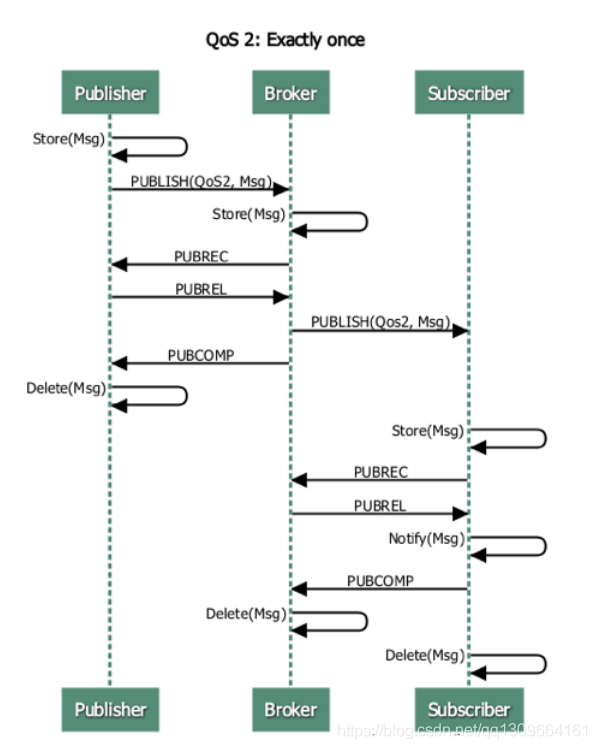 QoS 2: Exactly once
Publisher Broker Subscriber
Store(Msg)
PUBLISH(QoS2, Msg)
Store(Msg)
PUBREC
PUBREL
PUBLISH(Qos2, Msg)
PUBCOMP
Delete(Msg)
Store(Msg)
PUBREC
PUBREL
Notify(Msg)
PUBCOMP
Delete(Msg)
Delete(Msg)
Publisher Broker Subscriber
https://blog.csdn.net/qq1309664161